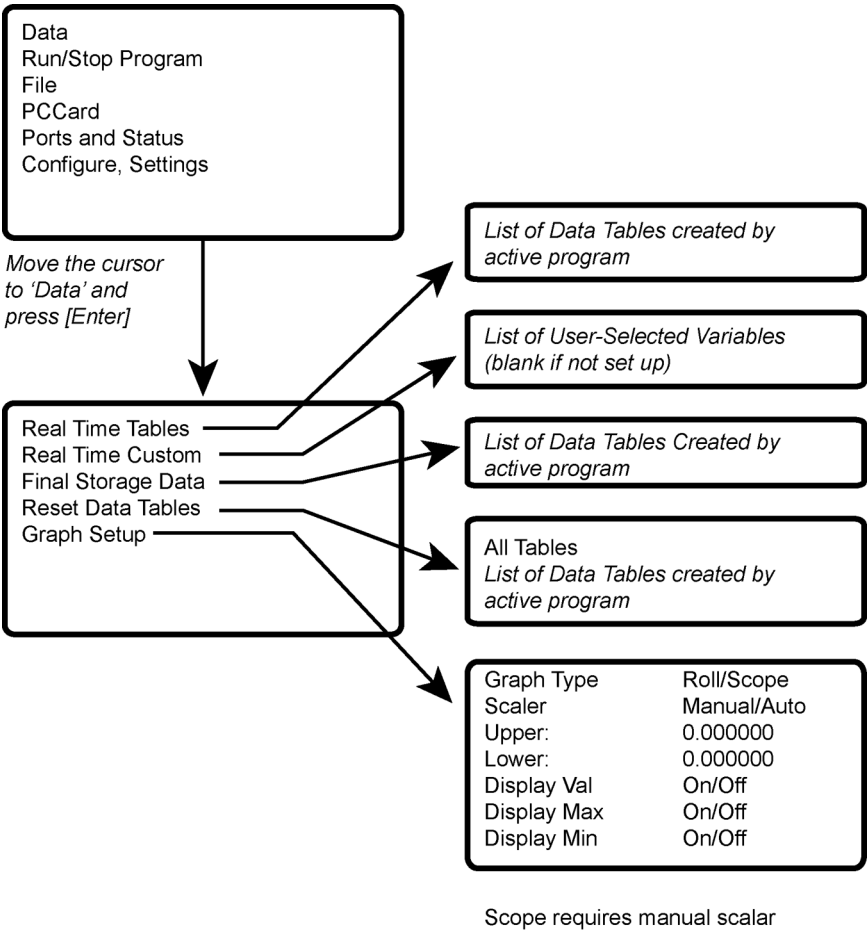 Data
Run/Stop Program
File
PCCard
Ports and Status
Configure, Settings
Move the cursor
to ‘Data’ and
press [Enter]
Real Time Tables
Real Time Custom
Final Storage Data
Reset Data Tables
Graph Setup
List of Data Tables created by
active program
List of User-Selected Variables
(blank if not set up)
List of Data Tables Created by
active program
All Tables
List of Data Tables created by
active program
Graph Type Roll/Scope
Scaler Manual/Auto
Upper: 0.000000
Lower: 0.000000
Display Val On/Off
Display Max On/Off
Display Min On/Off
Scope requires manual scalar